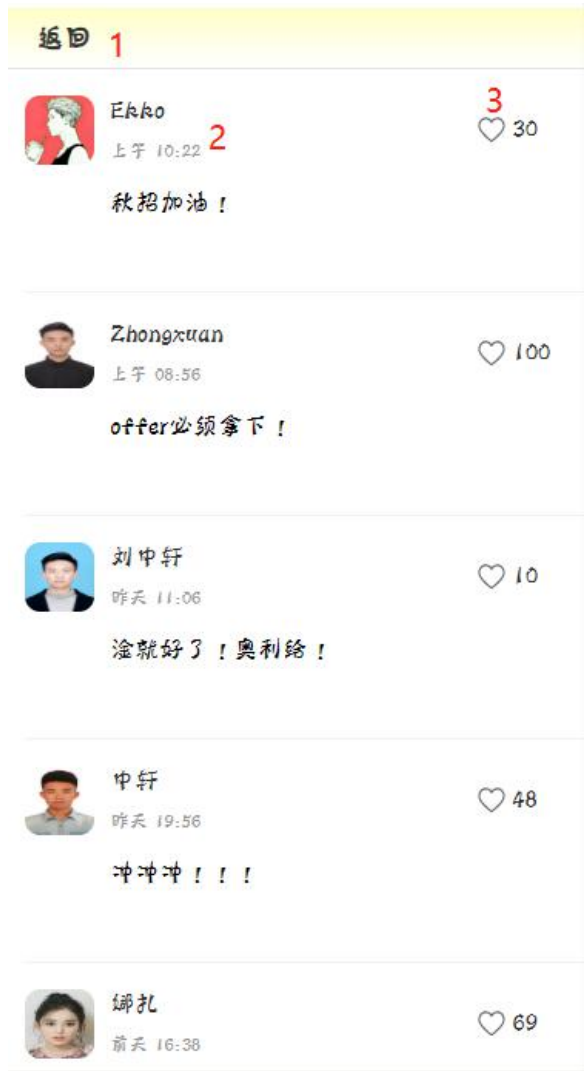 返回 1
Ekko
上午 10:22 2
3
30
秋招加油！
Zhongxuan
上午 08:56
100
offer必须拿下！
刘中轩
昨天 11:06
10
淦就好了！奥利给！
中轩
昨天 19:56
48
冲冲冲！！！
娜扎
前天 16:38
69